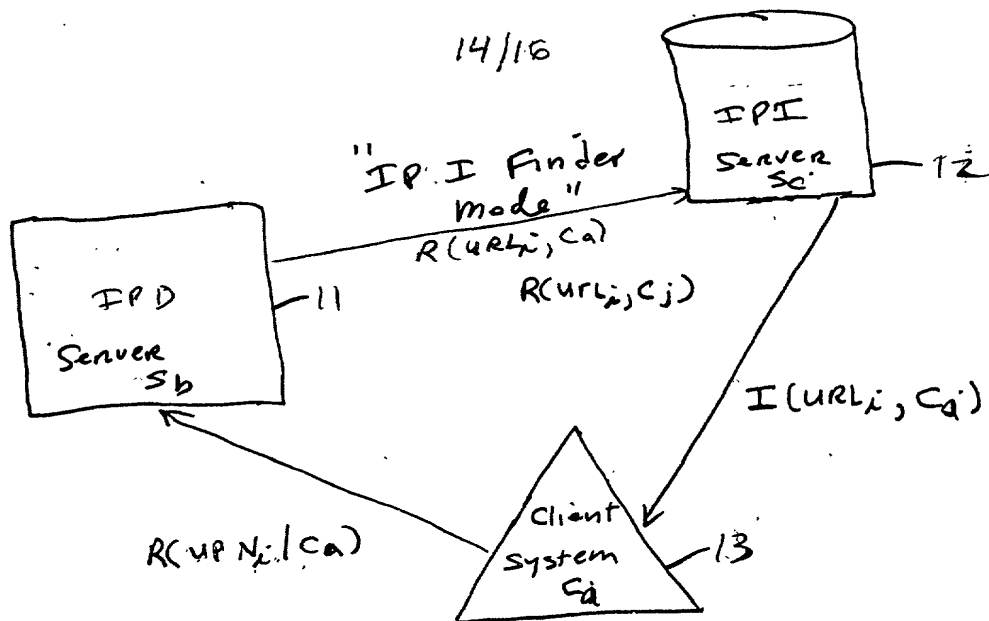 14/16
IPI
Server
Sc
12
"IP.I Finder
mode"
R(URLi, Ca)
R(URLi, Cj)
IPD
Server
Sb
11
I(URLi, Ca)
R(UPNi/Ca)
Client
System
Ca
13